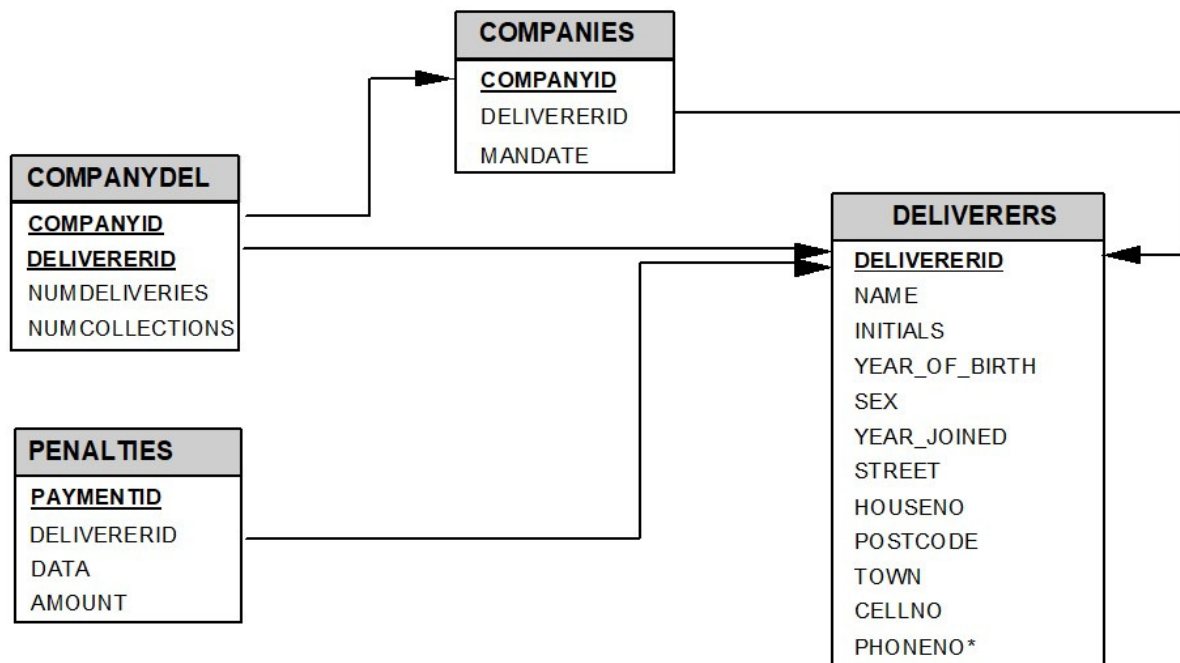 COMPANIES
COMPANYID
DELIVERERID
MANDATE
COMPANYDEL
COMPANYID
DELIVERERID
NUMDELIVERIES
NUMCOLLECTIONS
DELIVERERS
DELIVERERID
NAME
INITIALS
YEAR_OF_BIRTH
SEX
YEAR_JOINED
STREET
HOUSENO
POSTCODE
TOWN
CELLNO
PHONENO*
PENALTIES
PAYMENTID
DELIVERERID
DATA
AMOUNT